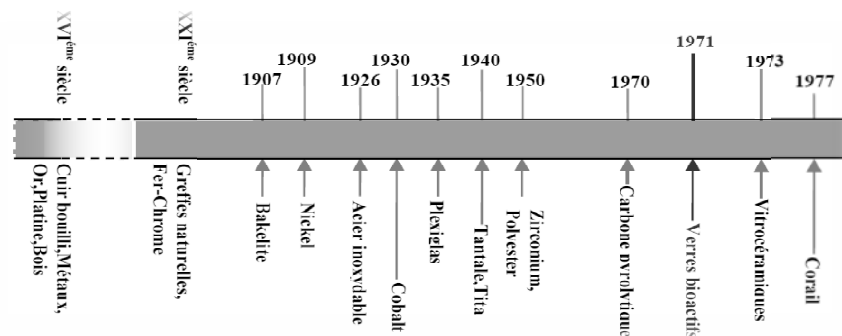 XVIéme siècle
XXIéme siècle
1907
1909
1926
1930
1935
1940
1950
1970
1971
1973
1977
Cuir bouilli,Métaux,
Or,Platine,Bois
Greffes naturelles,
Fer-Chrome
Bakelite
Nickel
Acier inoxydable
Cobalt
Plexiglas
Tantale,Tita
Zirconium,
Polyester
Carbone pyrolytique
Verres bioactifs
Vitrocéramiques
Corail